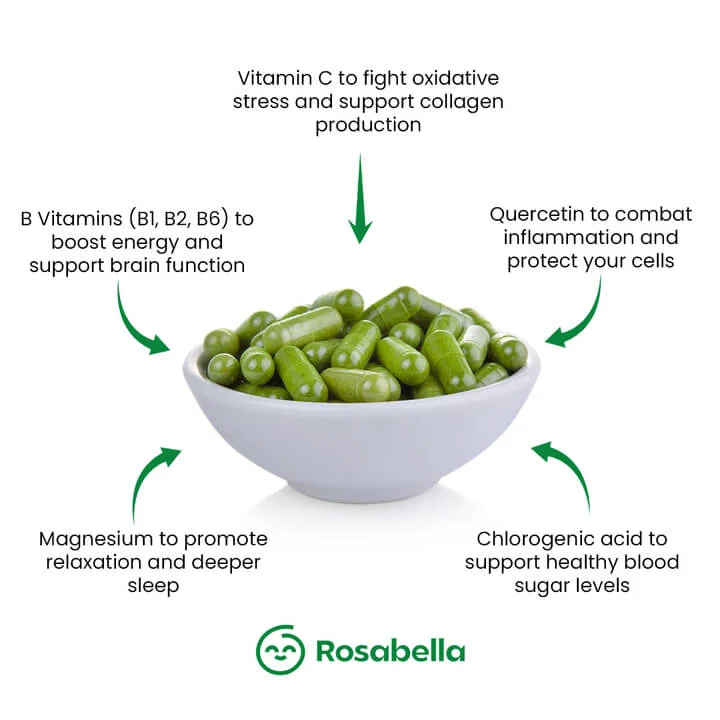 Vitamin C to fight oxidative
stress and support collagen
production
B Vitamins (B1, B2, B6) to
boost energy and
support brain function
Quercetin to combat
inflammation and
protect your cells
Magnesium to promote
relaxation and deeper
sleep
Chlorogenic acid to
support healthy blood
sugar levels
Rosabella